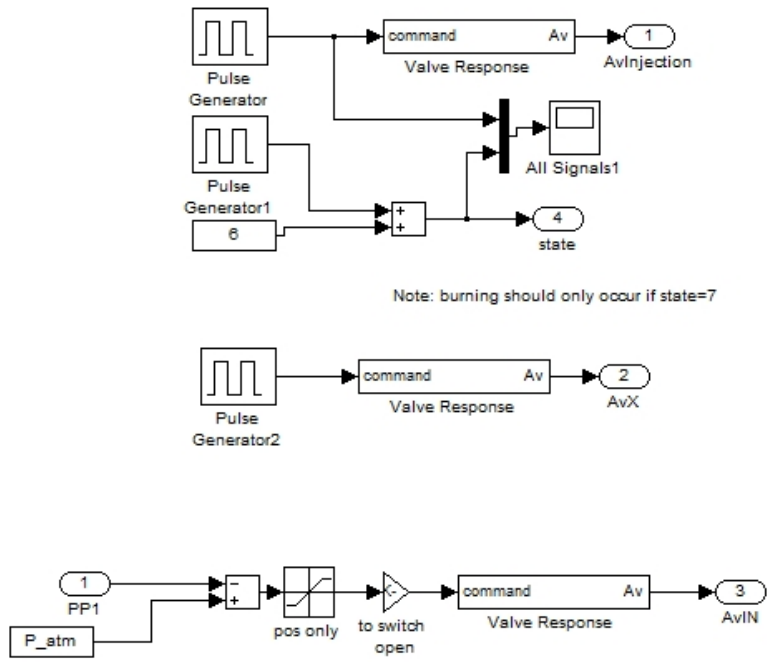 command
Av
1
Valve Response
AvInjection
Pulse
Generator
All Signals1
Pulse
Generator1
+
+
6
4
state
Note: burning should only occur if state=7
command
Av
2
Valve Response
AvX
Pulse
Generator2
1
PP1
−
+
P_atm
pos only
to switch
open
command
Av
3
Valve Response
AvIN